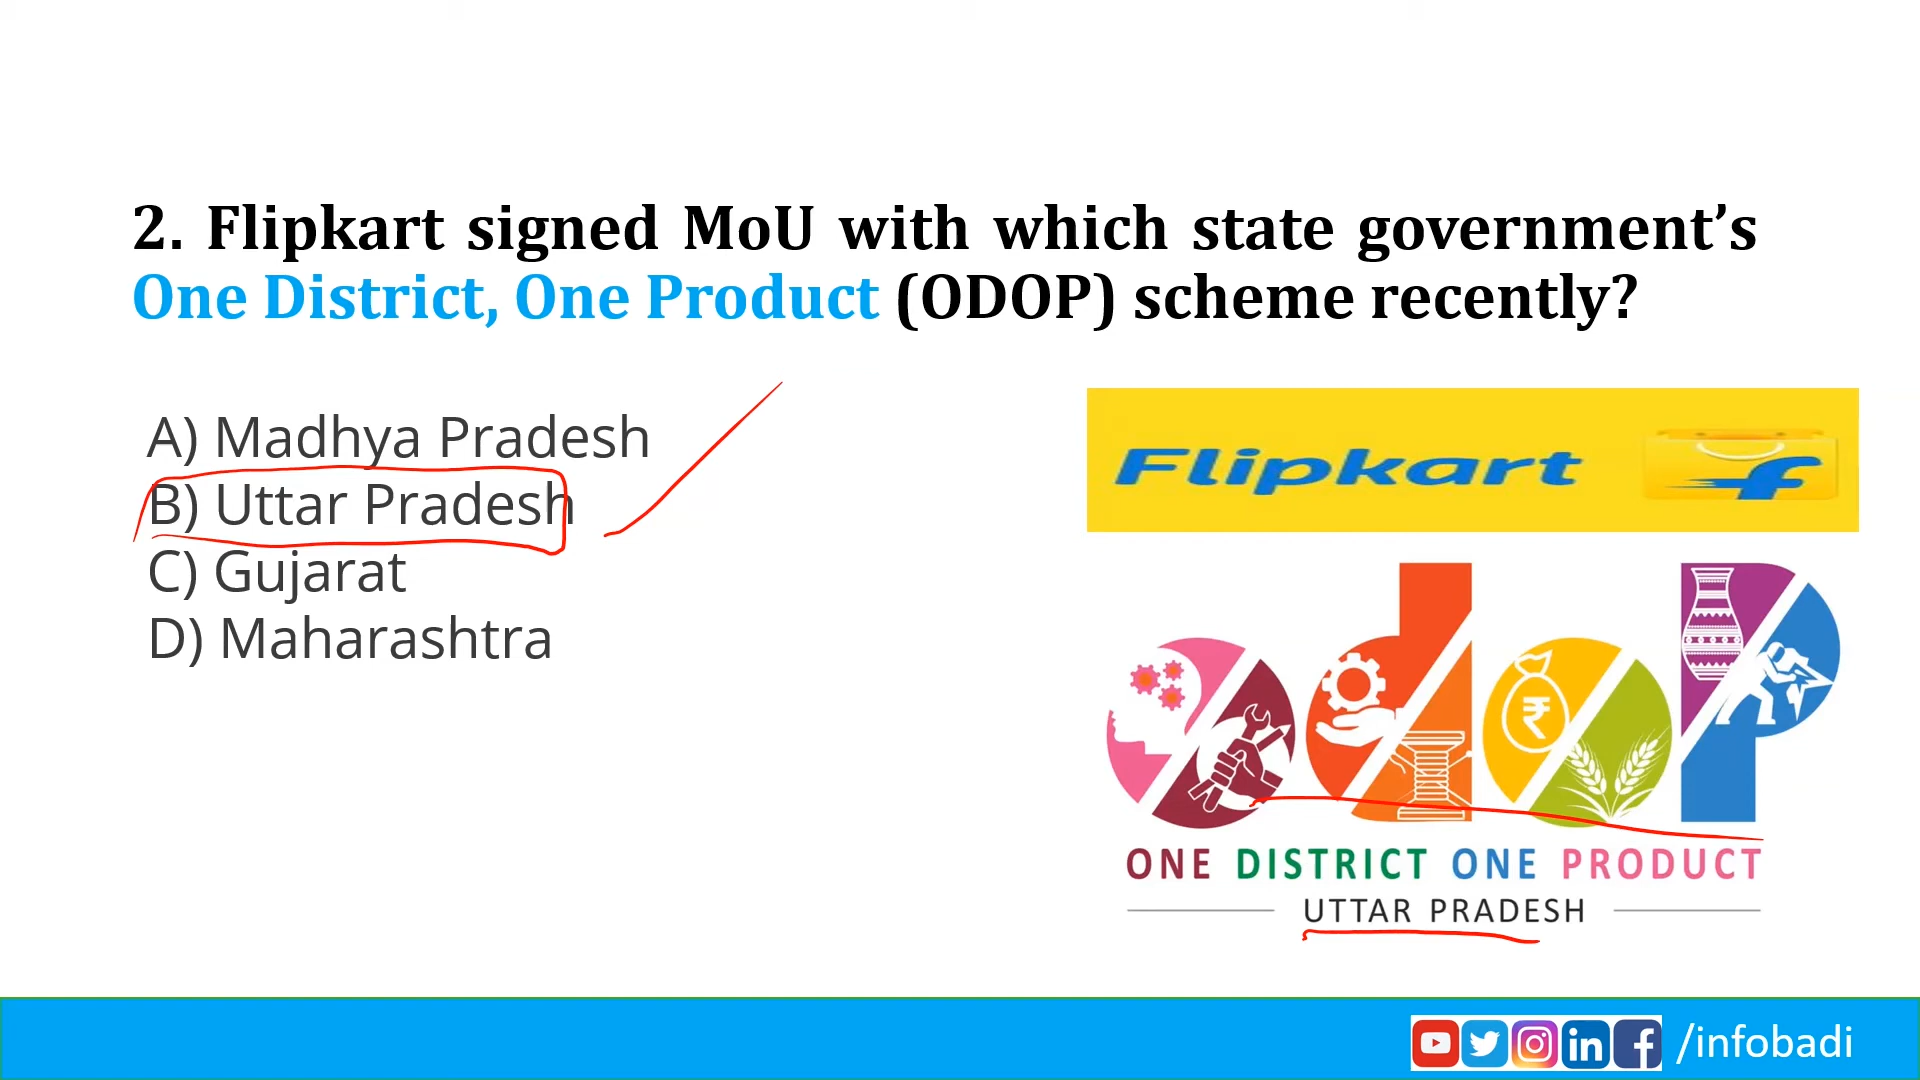 2. Flipkart signed MoU with which state government’s
One District, One Product (ODOP) scheme recently?
A) Madhya Pradesh
B) Uttar Pradesh
C) Gujarat
D) Maharashtra
Flipkart
odop
ONE DISTRICT ONE PRODUCT
UTTAR PRADESH
/infobadi